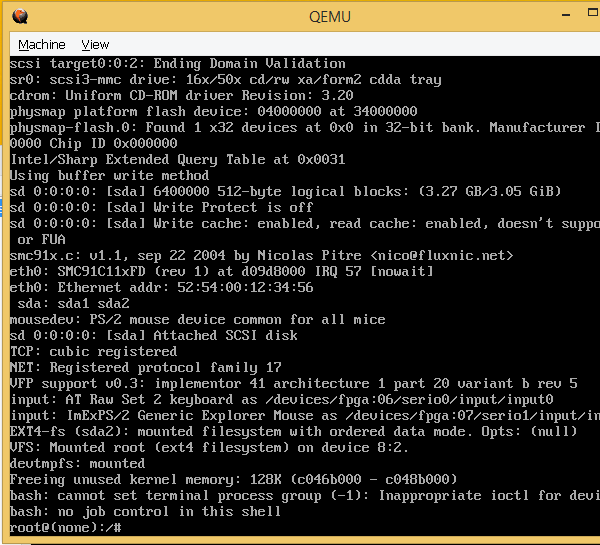 QEMU
Machine View
scsi target0:0:2: Ending Domain Validation
sr0: scsi3-mmc drive: 16x/50x cd/rw xa/form2 cdda tray
cdrom: Uniform CD-ROM driver Revision: 3.20
physmap platform flash device: 04000000 at 34000000
physmap-flash.0: Found 1 x32 devices at 0x0 in 32-bit bank. Manufacturer I
0000 Chip ID 0x000000
Intel/Sharp Extended Query Table at 0x0031
Using buffer write method
sd 0:0:0:0: [sda] 6400000 512-byte logical blocks: (3.27 GB/3.05 GiB)
sd 0:0:0:0: [sda] Write Protect is off
sd 0:0:0:0: [sda] Write cache: enabled, read cache: enabled, doesn't suppo
or FUA
smc91x.c: v1.1, sep 22 2004 by Nicolas Pitre <nico@fluxnic.net>
eth0: SMC91C11xFD (rev 1) at d09d8000 IRQ 57 [nowait]
eth0: Ethernet addr: 52:54:00:12:34:56
sda: sda1 sda2
mousedev: PS/2 mouse device common for all mice
sd 0:0:0:0: [sda] Attached SCSI disk
TCP: cubic registered
NET: Registered protocol family 17
VFP support v0.3: implementor 41 architecture 1 part 20 variant b rev 5
input: AT Raw Set 2 keyboard as /devices/fpga:06/serio0/input/input0
input: ImExPS/2 Generic Explorer Mouse as /devices/fpga:07/serio1/input/in
EXT4-fs (sda2): mounted filesystem with ordered data mode. Opts: (null)
VFS: Mounted root (ext4 filesystem) on device 8:2.
devtmpfs: mounted
Freeing unused kernel memory: 128K (c046b000 - c048b000)
bash: cannot set terminal process group (-1): Inappropriate ioctl for devi
bash: no job control in this shell
root@(none):/#